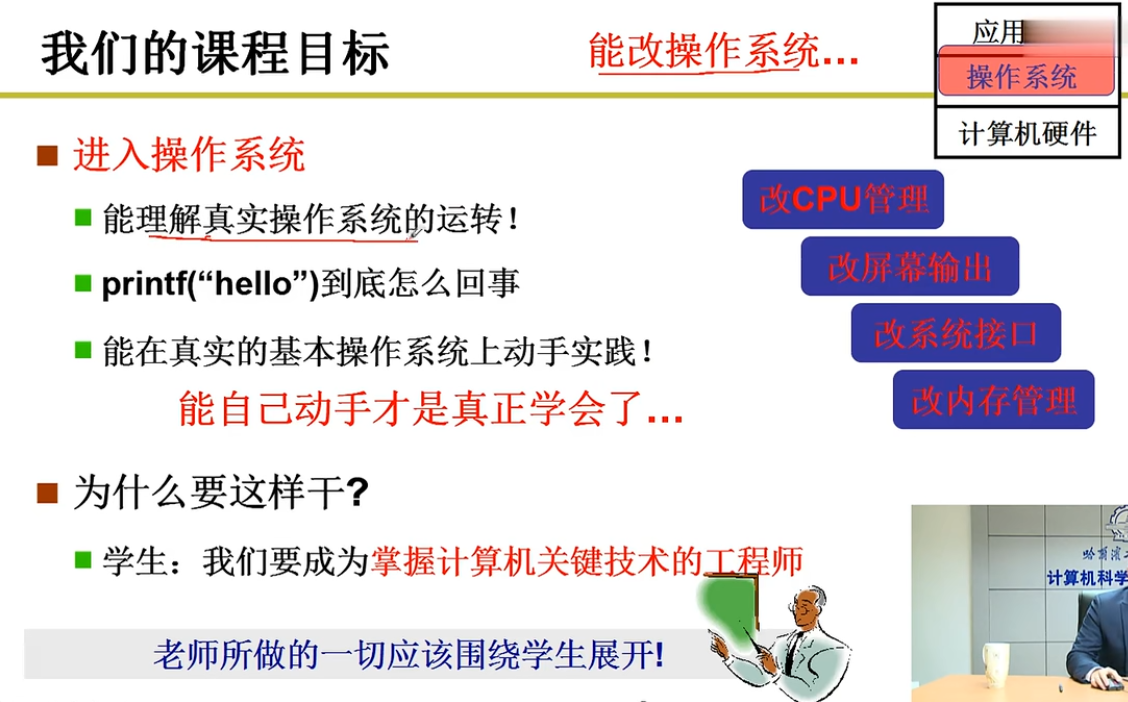 我们的课程目标
能改操作系统…
应用
操作系统
计算机硬件
进入操作系统
能理解真实操作系统的运转！
printf(“hello”)到底怎么回事
能在真实的基本操作系统上动手实践！
能自己动手才是真正学会了…
改CPU管理
改屏幕输出
改系统接口
改内存管理
为什么要这样干?
学生：我们要成为掌握计算机关键技术的工程师
老师所做的一切应该围绕学生展开!
哈尔滨
计算机科学